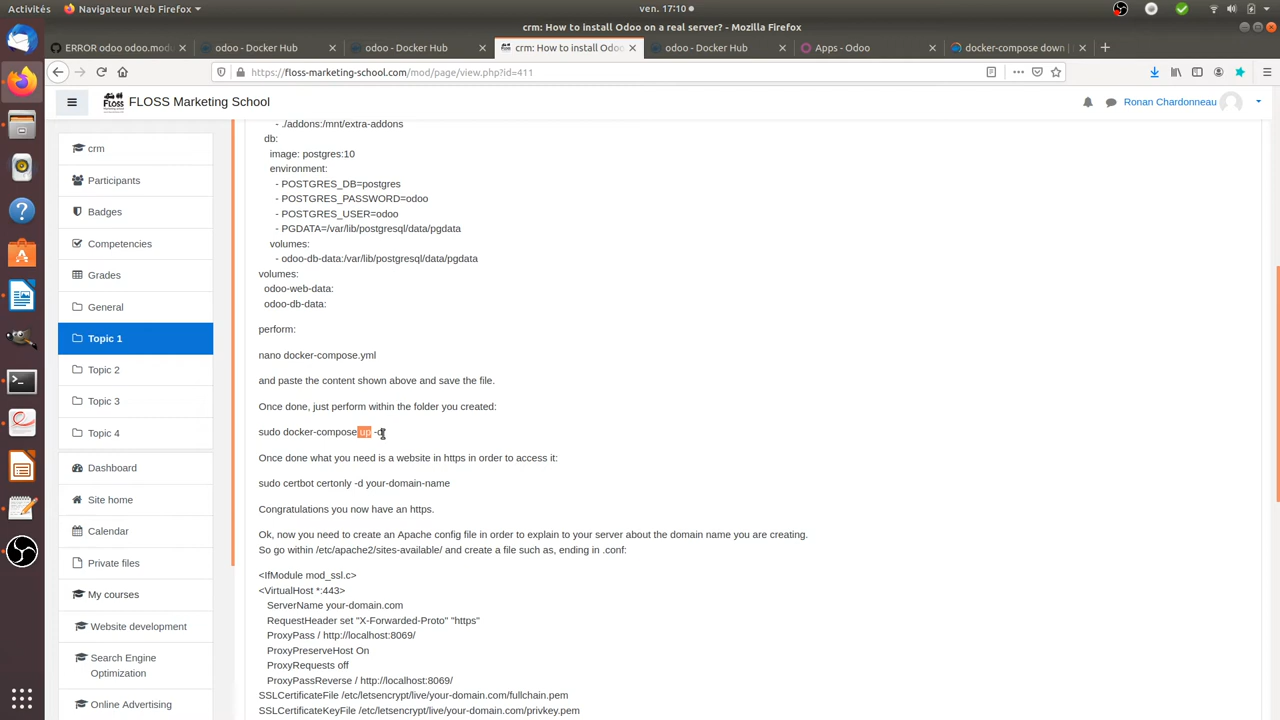 Activités
Navigateur Web Firefox
ven. 17:10
crm: How to install Odoo on a real server? - Mozilla Firefox
ERROR odoo odoo.modu
odoo - Docker Hub
odoo - Docker Hub
crm: How to install Odoo
odoo - Docker Hub
Apps - Odoo
docker-compose down |
https://floss-marketing-school.com/mod/page/view.php?id=411
FLOSS
FLOSS Marketing School
Ronan Chardonneau
crm
Participants
Badges
Competencies
Grades
General
Topic 1
Topic 2
Topic 3
Topic 4
Dashboard
Site home
Calendar
Private files
My courses
Website development
Search Engine
Optimization
Online Advertising
- ./addons:/mnt/extra-addons
db:
image: postgres:10
environment:
- POSTGRES_DB=postgres
- POSTGRES_PASSWORD=odoo
- POSTGRES_USER=odoo
- PGDATA=/var/lib/postgresql/data/pgdata
volumes:
- odoo-db-data:/var/lib/postgresql/data/pgdata
volumes:
odoo-web-data:
odoo-db-data:
perform:
nano docker-compose.yml
and paste the content shown above and save the file.
Once done, just perform within the folder you created:
sudo docker-compose up -d
Once done what you need is a website in https in order to access it:
sudo certbot certonly -d your-domain-name
Congratulations you now have an https.
Ok, now you need to create an Apache config file in order to explain to your server about the domain name you are creating.
So go within /etc/apache2/sites-available/ and create a file such as, ending in .conf:
<IfModule mod_ssl.c>
<VirtualHost *:443>
ServerName your-domain.com
RequestHeader set "X-Forwarded-Proto" "https"
ProxyPass / http://localhost:8069/
ProxyPreserveHost On
ProxyRequests off
ProxyPassReverse / http://localhost:8069/
SSLCertificateFile /etc/letsencrypt/live/your-domain.com/fullchain.pem
SSLCertificateKeyFile /etc/letsencrypt/live/your-domain.com/privkey.pem